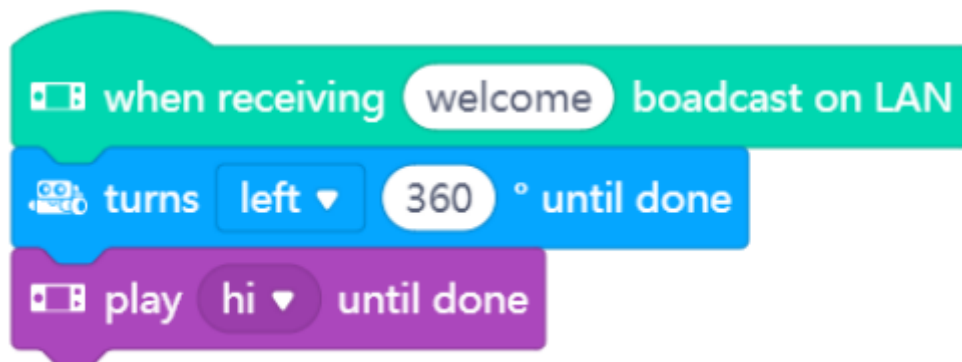 when receiving welcome boadcast on LAN
turns left 360 ° until done
play hi until done